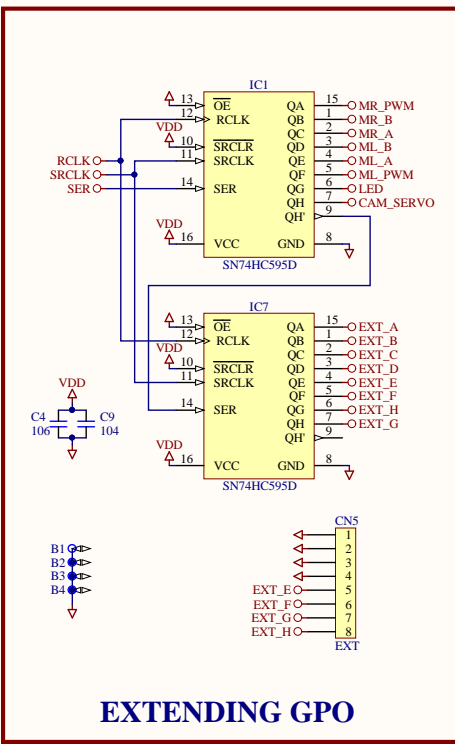 IC1
13 OE QA 15 MR_PWM
12 RCLK QB 1 MR_B
QC 2 MR_A
VDD 10 SRCLR QD 3 ML_B
RCLK 11 SRCLK QE 4 ML_A
SRCLK QF 5 ML_PWM
SER 14 SER QG 6 LED
QH 7 CAM_SERVO
QH' 9
VDD 16 VCC GND 8
SN74HC595D
IC7
13 OE QA 15 EXT_A
12 RCLK QB 1 EXT_B
QC 2 EXT_C
VDD 10 SRCLR QD 3 EXT_D
11 SRCLK QE 4 EXT_E
QF 5 EXT_F
14 SER QG 6 EXT_H
QH 7 EXT_G
QH' 9
VDD 16 VCC GND 8
SN74HC595D
VDD
C4 C9
106 104
B1
B2
B3
B4
CN5
1
2
3
4
EXT_E 5
EXT_F 6
EXT_G 7
EXT_H 8
EXT
EXTENDING GPO